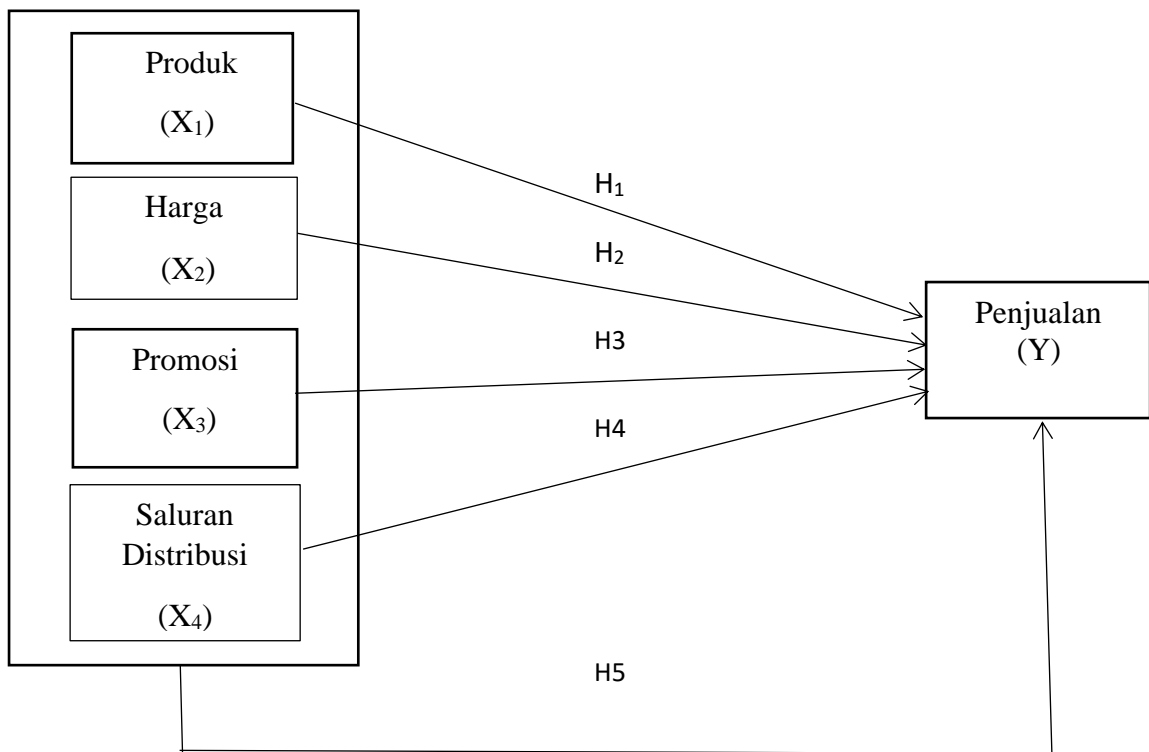 Produk
(X₁)
H₁
Harga
(X₂)
H₂
Penjualan
(Y)
Promosi
(X₃)
H3
H4
Saluran
Distribusi
(X₄)
H5